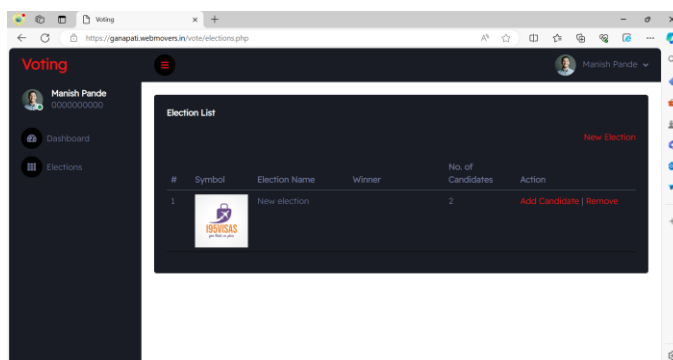 Voting
https://ganapati.webmovers.in/vote/elections.php
Voting
Manish Pande
Manish Pande
0000000000
Dashboard
Elections
Election List
New Election
# Symbol Election Name Winner No. of Candidates Action
1 New election 2 Add Candidate | Remove
195VISAS